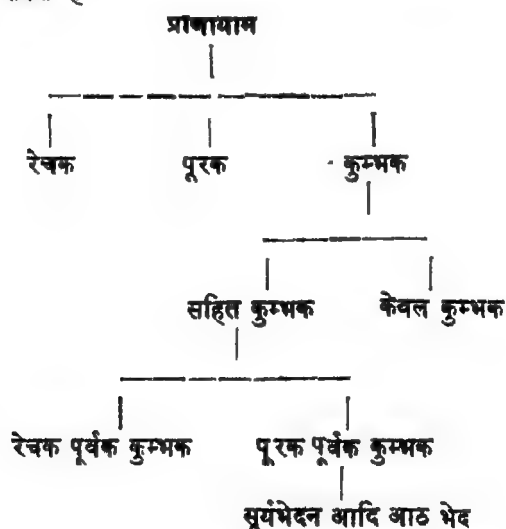 प्राणायाम
रेचक पूरक कुम्भक
सहित कुम्भक केवल कुम्भक
रेचक पूर्वक कुम्भक पूरक पूर्वक कुम्भक
सूर्यभेदन आदि आठ भेद